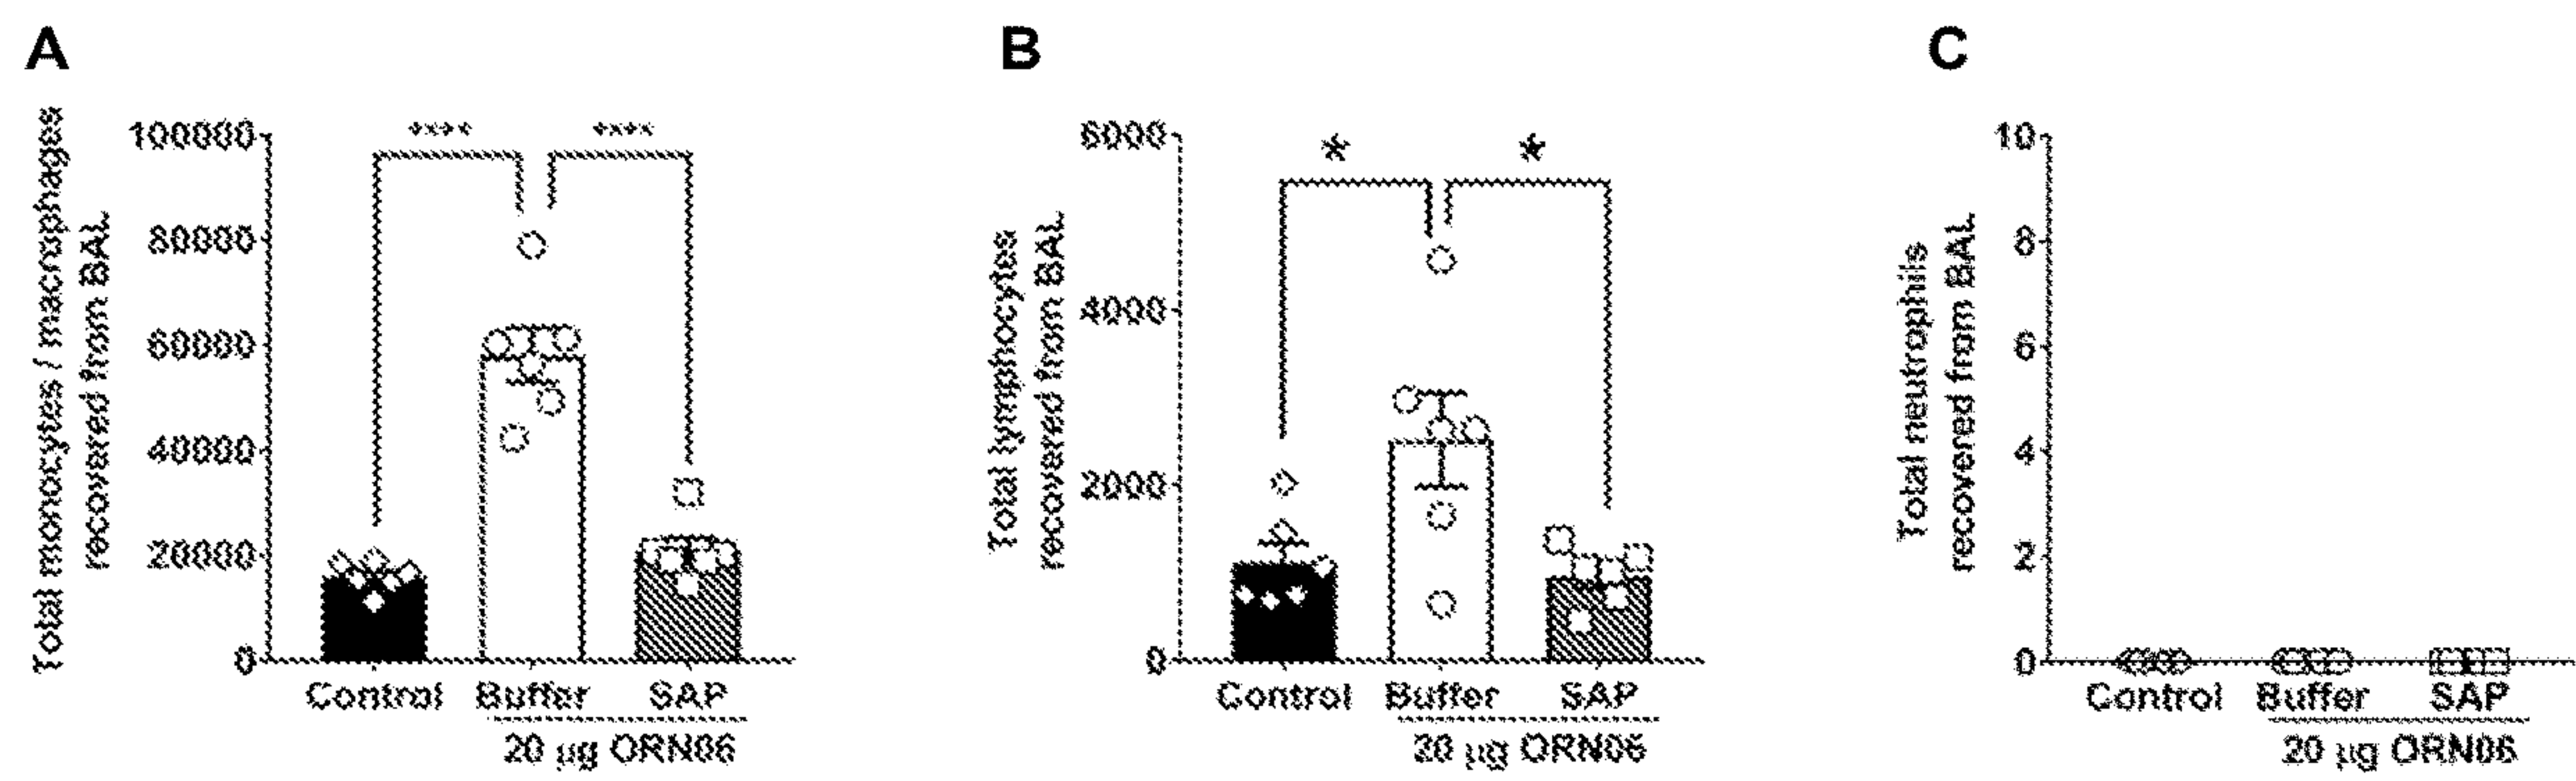 A
Total monocytes / macrophages
recovered from BAL
100000
80000
60000
40000
20000
0
****
****
Control
Buffer
SAP
20 µg ORN06
B
Total lymphocytes
recovered from BAL
6000
4000
2000
0
*
*
Control
Buffer
SAP
20 µg ORN06
C
Total neutrophils
recovered from BAL
10
8
6
4
2
0
Control
Buffer
SAP
20 µg ORN06